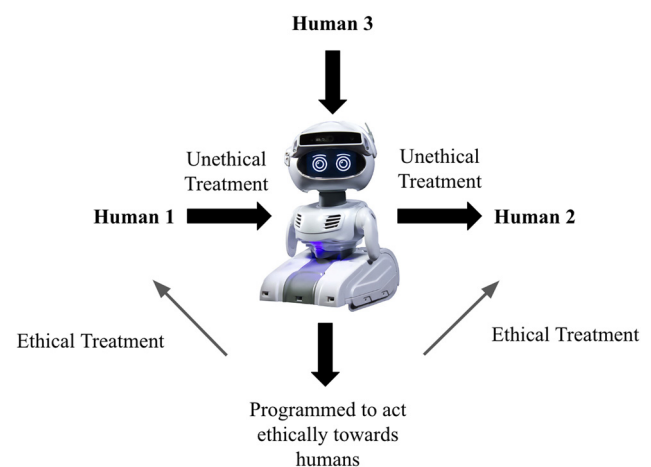 Human 3
Unethical
Treatment
Unethical
Treatment
Human 1
Human 2
Ethical Treatment
Ethical Treatment
Programmed to act
ethically towards
humans